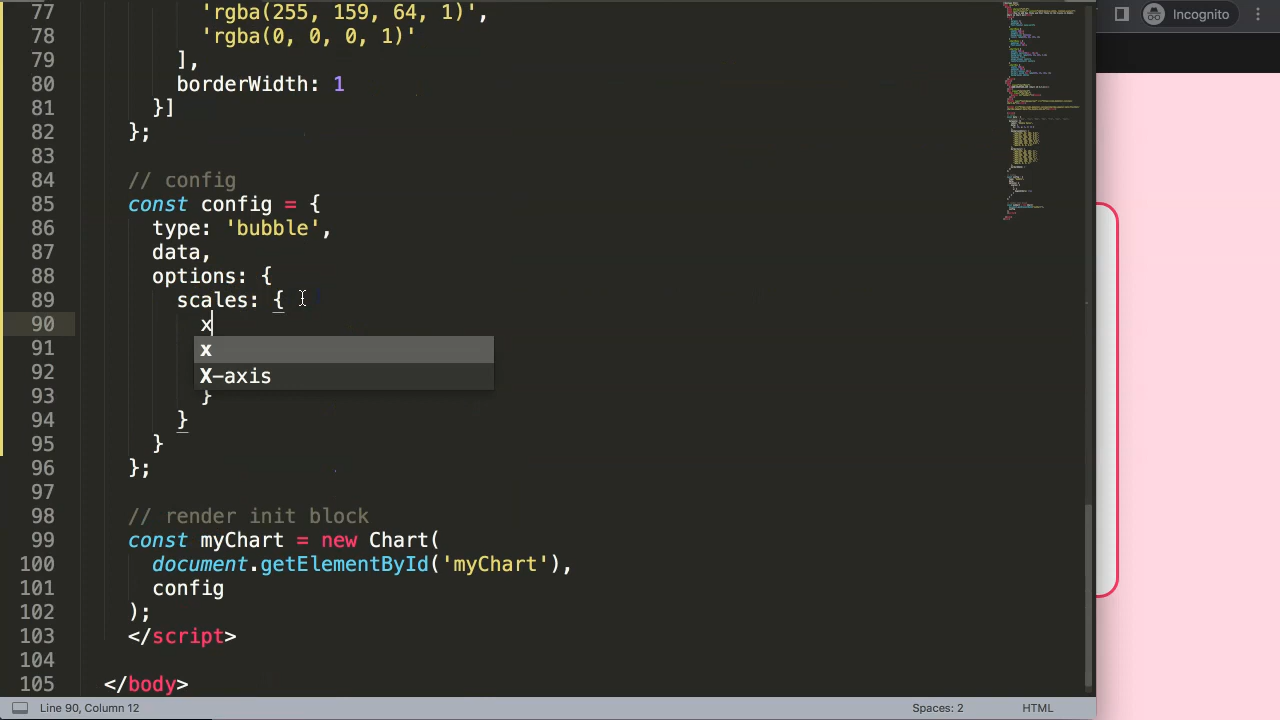 Incognito
77 'rgba(255, 159, 64, 1)',
78 'rgba(0, 0, 0, 1)'
79 ],
80 borderWidth: 1
81 }]
82 };
83
84 // config
85 const config = {
86 type: 'bubble',
87 data,
88 options: {
89 scales: {
90 x
91 x
92 X-axis
93 }
94 }
95 }
96 };
97
98 // render init block
99 const myChart = new Chart(
100 document.getElementById('myChart'),
101 config
102 );
103 </script>
104
105 </body>
Line 90, Column 12
Spaces: 2
HTML